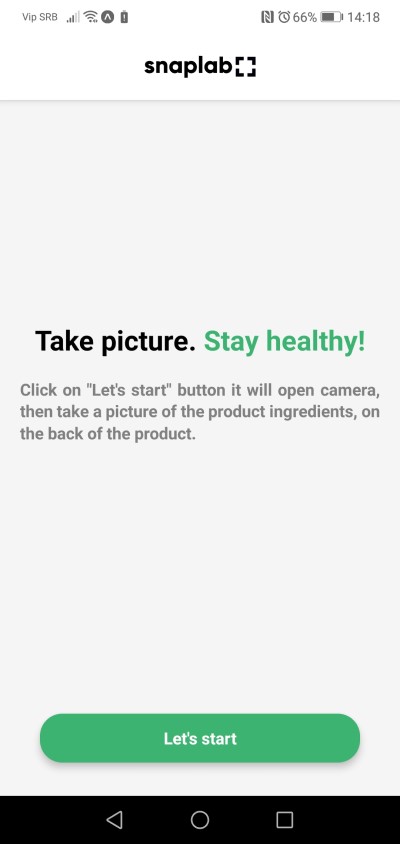 Vip SRB 66% 14:18
snaplab
Take picture. Stay healthy!
Click on "Let's start" button it will open camera,
then take a picture of the product ingredients, on
the back of the product.
Let's start